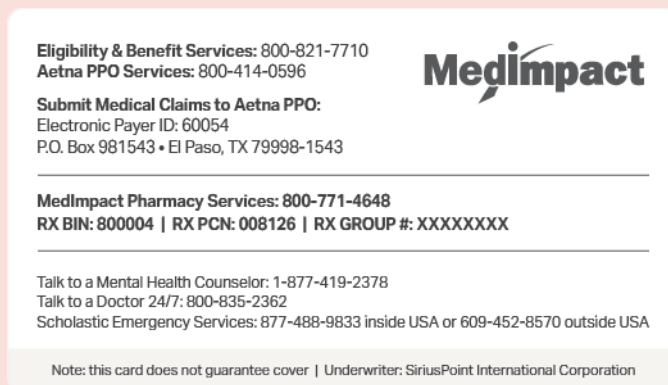 Eligibility & Benefit Services: 800-821-7710
Aetna PPO Services: 800-414-0596
MedImpact
Submit Medical Claims to Aetna PPO:
Electronic Payer ID: 60054
P.O. Box 981543 • El Paso, TX 79998-1543
MedImpact Pharmacy Services: 800-771-4648
RX BIN: 800004 | RX PCN: 008126 | RX GROUP #: XXXXXXXX
Talk to a Mental Health Counselor: 1-877-419-2378
Talk to a Doctor 24/7: 800-835-2362
Scholastic Emergency Services: 877-488-9833 inside USA or 609-452-8570 outside USA
Note: this card does not guarantee cover | Underwriter: SiriusPoint International Corporation